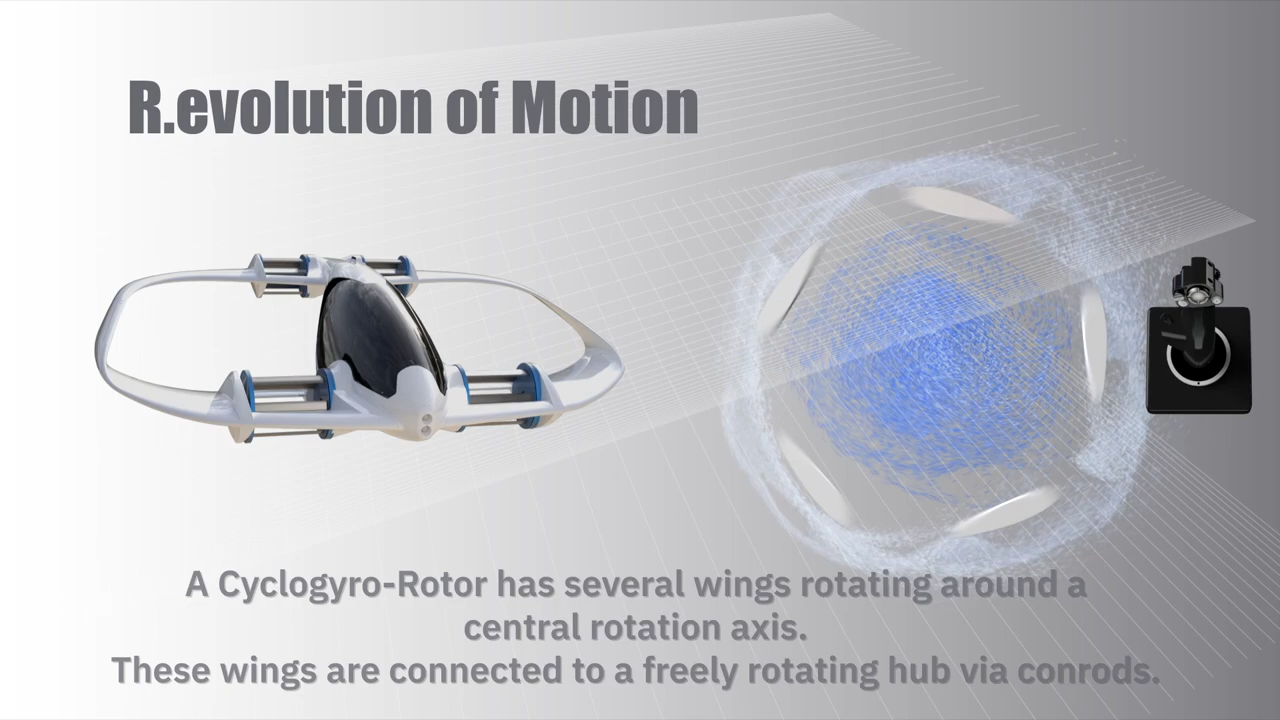 R.evolution of Motion
A Cyclogyro-Rotor has several wings rotating around a
central rotation axis.
These wings are connected to a freely rotating hub via conrods.